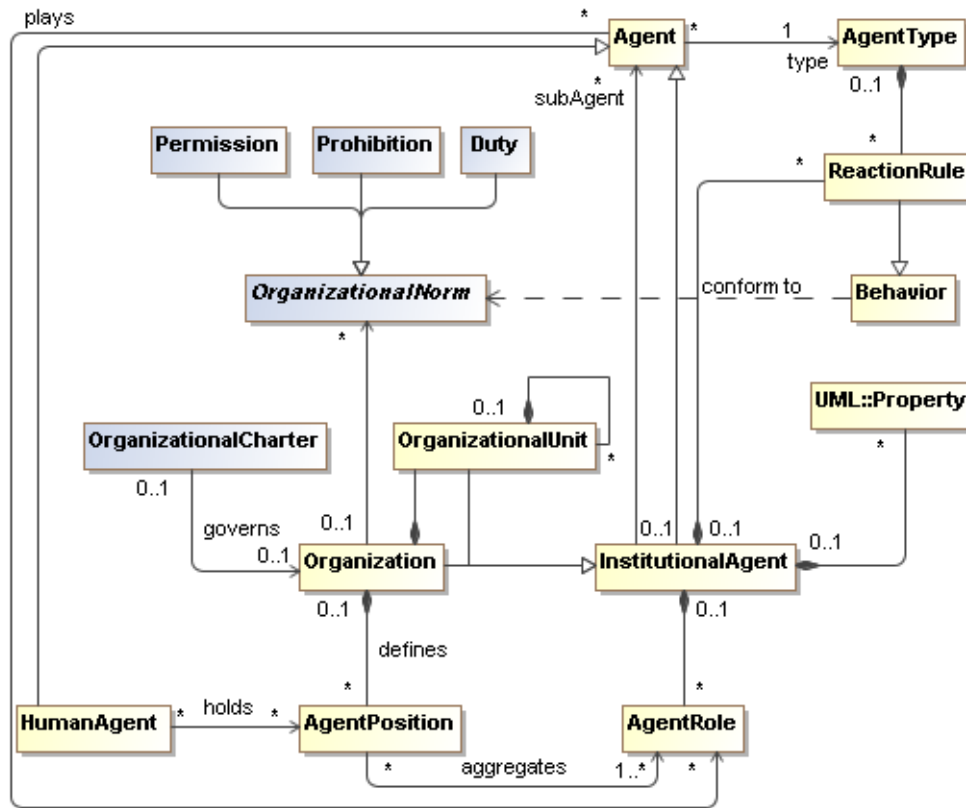 plays
*
Agent
*
1
AgentType
type
*
subAgent
0..1
*
Permission
Prohibition
Duty
*
ReactionRule
OrganizationalNorm
conform to
Behavior
*
0..1
UML::Property
OrganizationalCharter
OrganizationalUnit
*
*
0..1
governs
0..1
0..1
0..1
0..1
0..1
Organization
InstitutionalAgent
0..1
0..1
defines
*
*
HumanAgent
*
holds
*
AgentPosition
AgentRole
*
aggregates
1..*
*